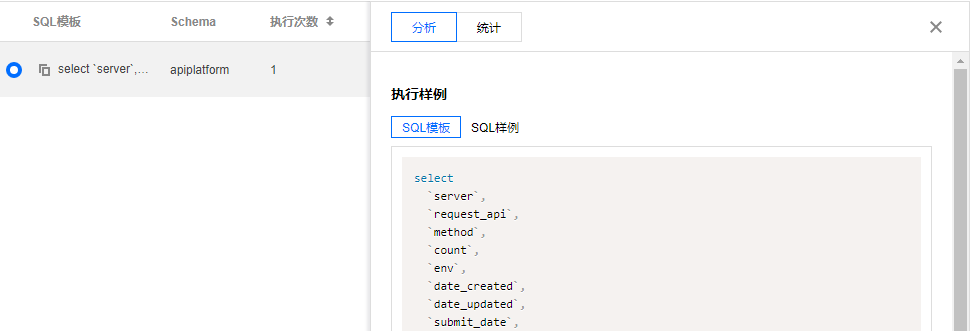 SQL模板 Schema 执行次数
select `server`,... apiplatform 1
分析 统计
执行样例
SQL模板 SQL样例
select
`server`,
`request_api`,
`method`,
`count`,
`env`,
`date_created`,
`date_updated`,
`submit_date`,